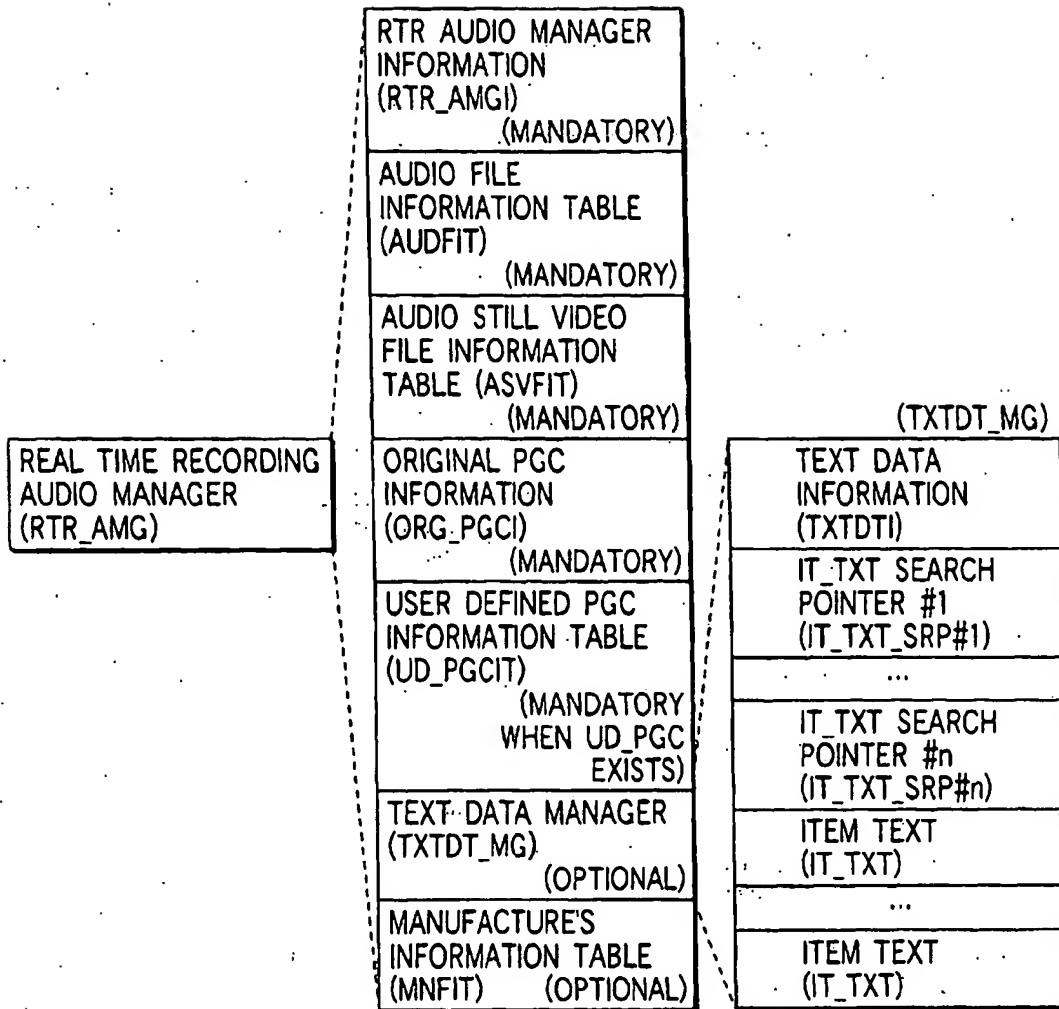 REAL TIME RECORDING
AUDIO MANAGER
(RTR_AMG)
RTR AUDIO MANAGER
INFORMATION
(RTR_AMGI)
(MANDATORY)
AUDIO FILE
INFORMATION TABLE
(AUDFIT)
(MANDATORY)
AUDIO STILL VIDEO
FILE INFORMATION
TABLE (ASVFIT)
(MANDATORY)
ORIGINAL PGC
INFORMATION
(ORG_PGCI)
(MANDATORY)
USER DEFINED PGC
INFORMATION TABLE
(UD_PGCIT)
(MANDATORY
WHEN UD_PGC
EXISTS)
TEXT DATA MANAGER
(TXTDT_MG)
(OPTIONAL)
MANUFACTURE'S
INFORMATION TABLE
(MNFIT) (OPTIONAL)
(TXTDT_MG)
TEXT DATA
INFORMATION
(TXTDTI)
IT_TXT SEARCH
POINTER #1
(IT_TXT_SRP#1)
...
IT_TXT SEARCH
POINTER #n
(IT_TXT_SRP#n)
ITEM TEXT
(IT_TXT)
...
ITEM TEXT
(IT_TXT)